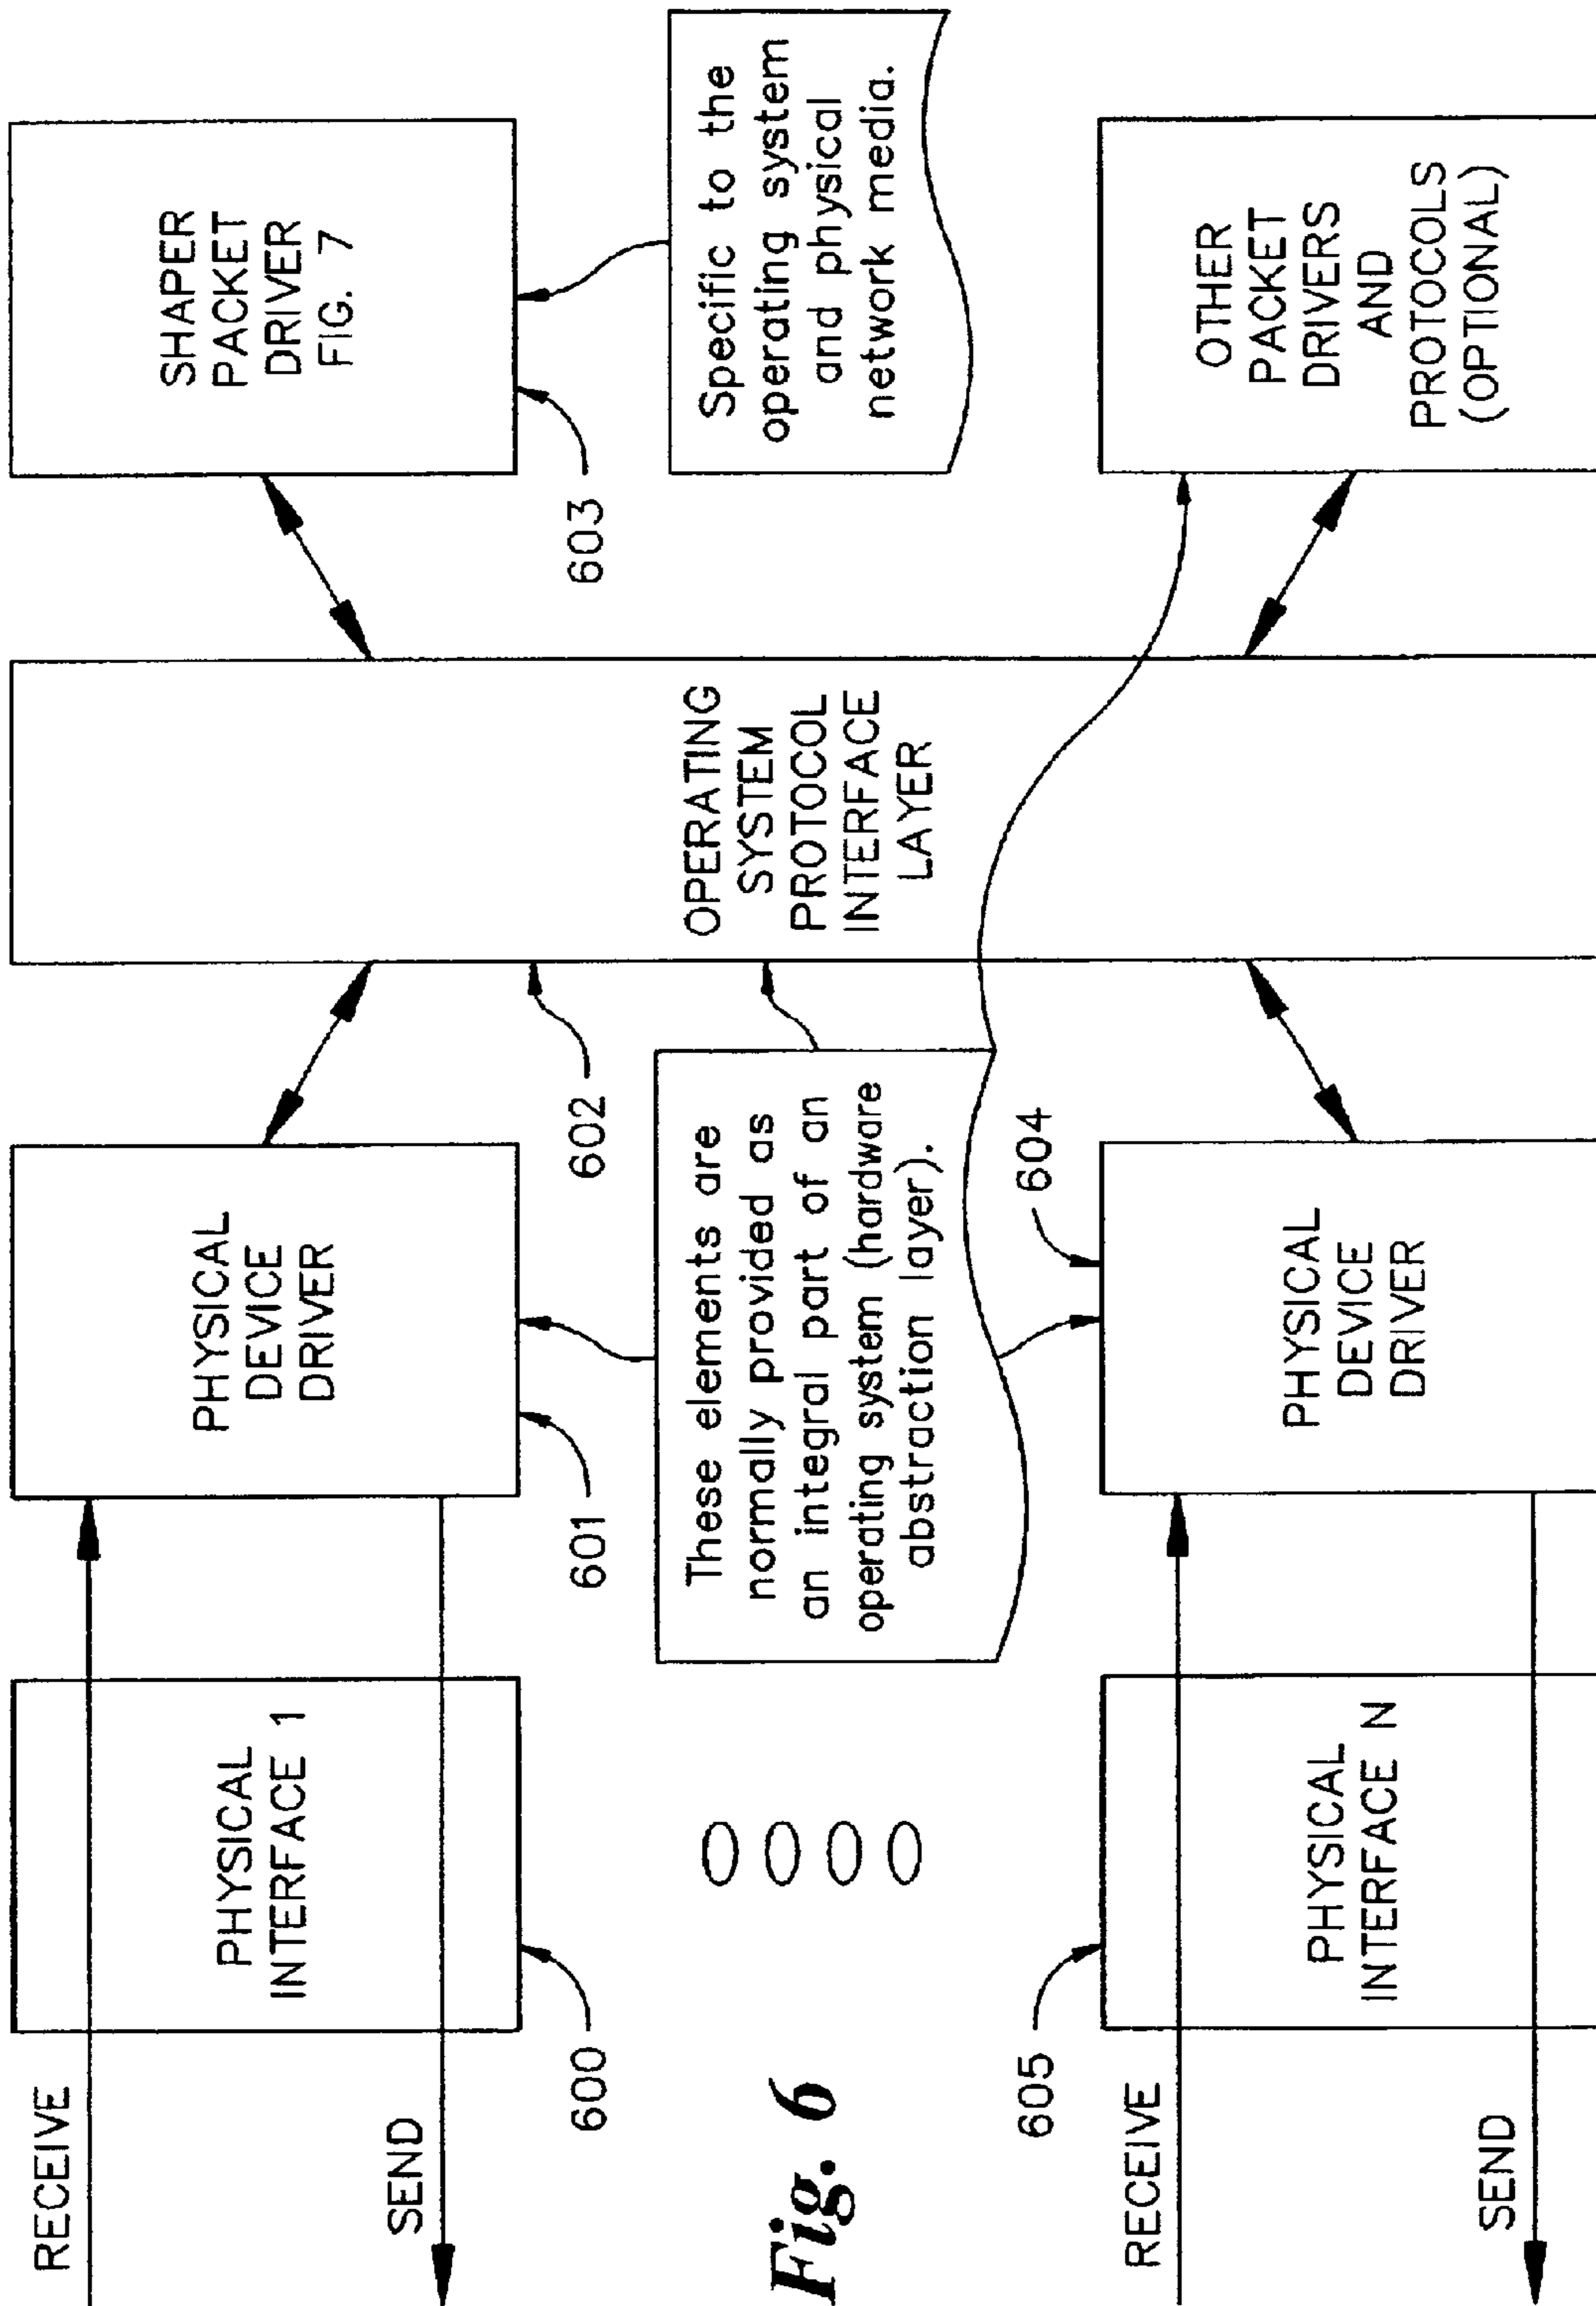 RECEIVE
SEND
PHYSICAL
INTERFACE 1
600
PHYSICAL
DEVICE
DRIVER
601
602
These elements are
normally provided as
an integral part of an
operating system (hardware
abstraction layer).
OPERATING
SYSTEM
PROTOCOL
INTERFACE
LAYER
SHAPER
PACKET
DRIVER
FIG. 7
603
Specific to the
operating system
and physical
network media.
Fig. 6
605
RECEIVE
SEND
PHYSICAL
INTERFACE N
604
PHYSICAL
DEVICE
DRIVER
OTHER
PACKET
DRIVERS
AND
PROTOCOLS
(OPTIONAL)